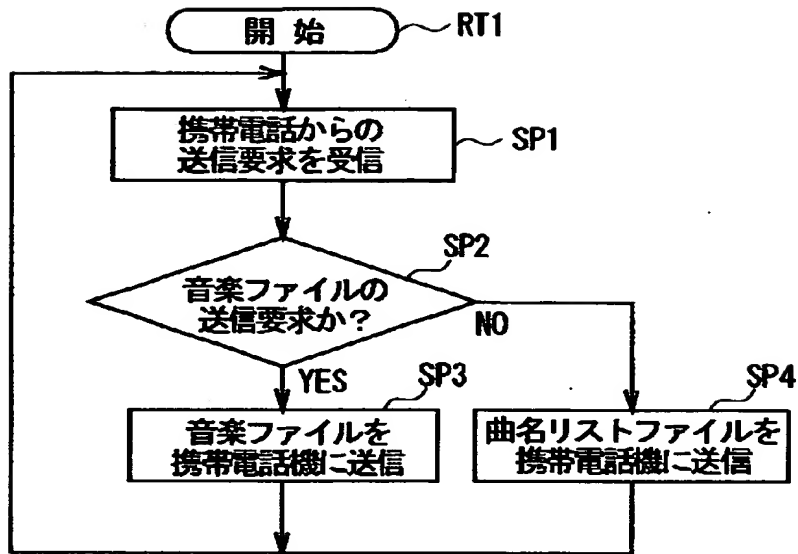 開始
RT1
携帯電話からの
送信要求を受信
SP1
SP2
音楽ファイルの
送信要求か?
NO
YES
SP3
音楽ファイルを
携帯電話機に送信
SP4
曲名リストファイルを
携帯電話機に送信